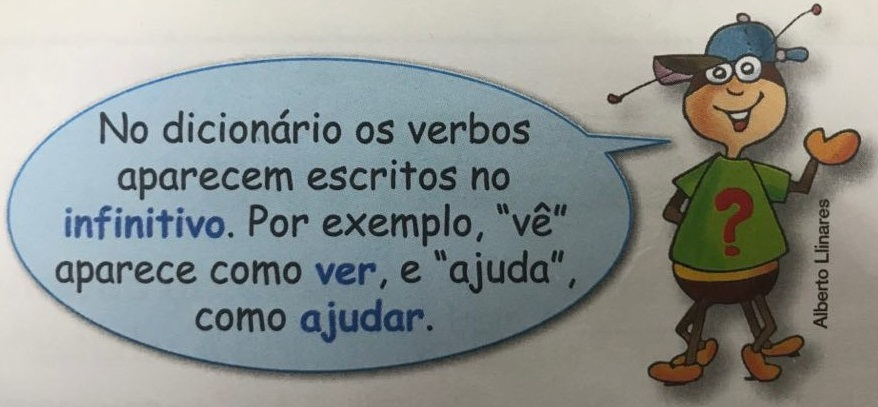 No dicionário os verbos
aparecem escritos no
infinitivo. Por exemplo, "vê"
aparece como ver, e "ajuda",
como ajudar.
?
Alberto Llinares